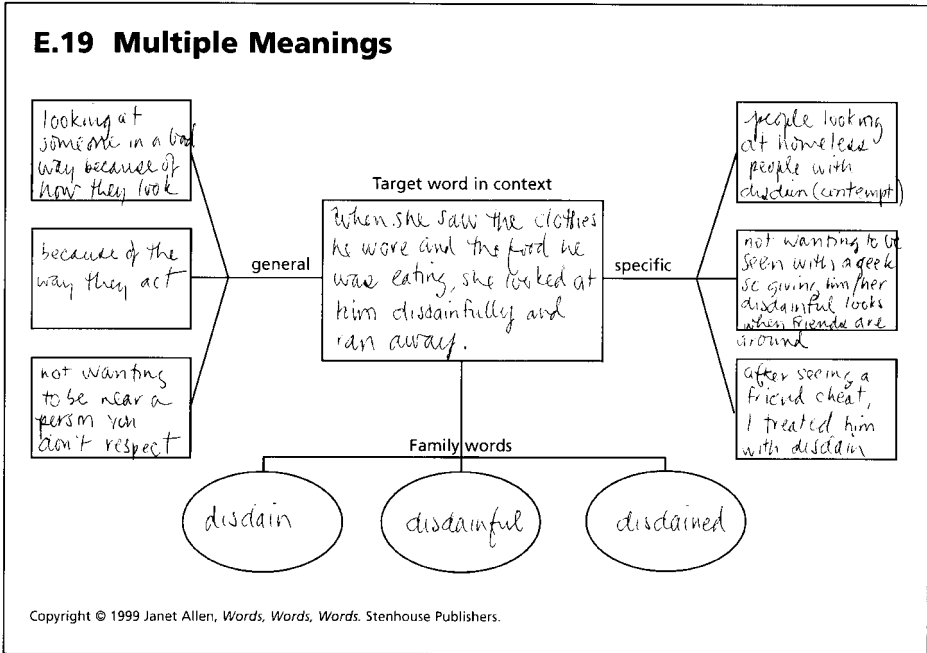 E.19 Multiple Meanings
looking at
someone in a bad
way because of
how they look
because of the
way they act
not wanting
to be near a
person you
don't respect
general
Target word in context
When she saw the clothes
he wore and the food he
was eating, she looked at
him disdainfully and
ran away.
specific
people looking
at homeless
people with
disdain (contempt)
not wanting to be
seen with a geek
so giving him/her
disdainful looks
when friends are
around
after seeing a
friend cheat,
I treated him
with disdain
Family words
disdain
disdainful
disdained
Copyright © 1999 Janet Allen, Words, Words, Words. Stenhouse Publishers.